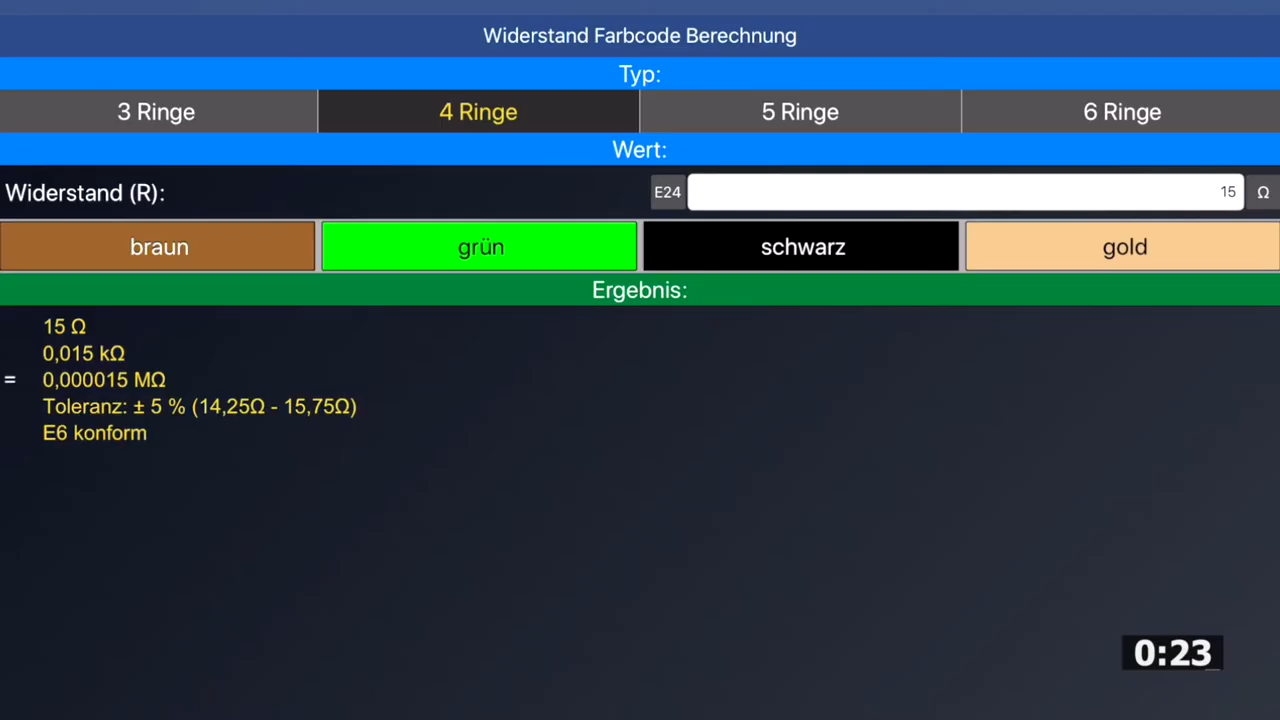 Widerstand Farbcode Berechnung
Typ:
3 Ringe 4 Ringe 5 Ringe 6 Ringe
Wert:
Widerstand (R): E24 15 Ω
braun grün schwarz gold
Ergebnis:
15 Ω
0,015 kΩ
= 0,000015 MΩ
Toleranz: ± 5 % (14,25Ω - 15,75Ω)
E6 konform
0:23